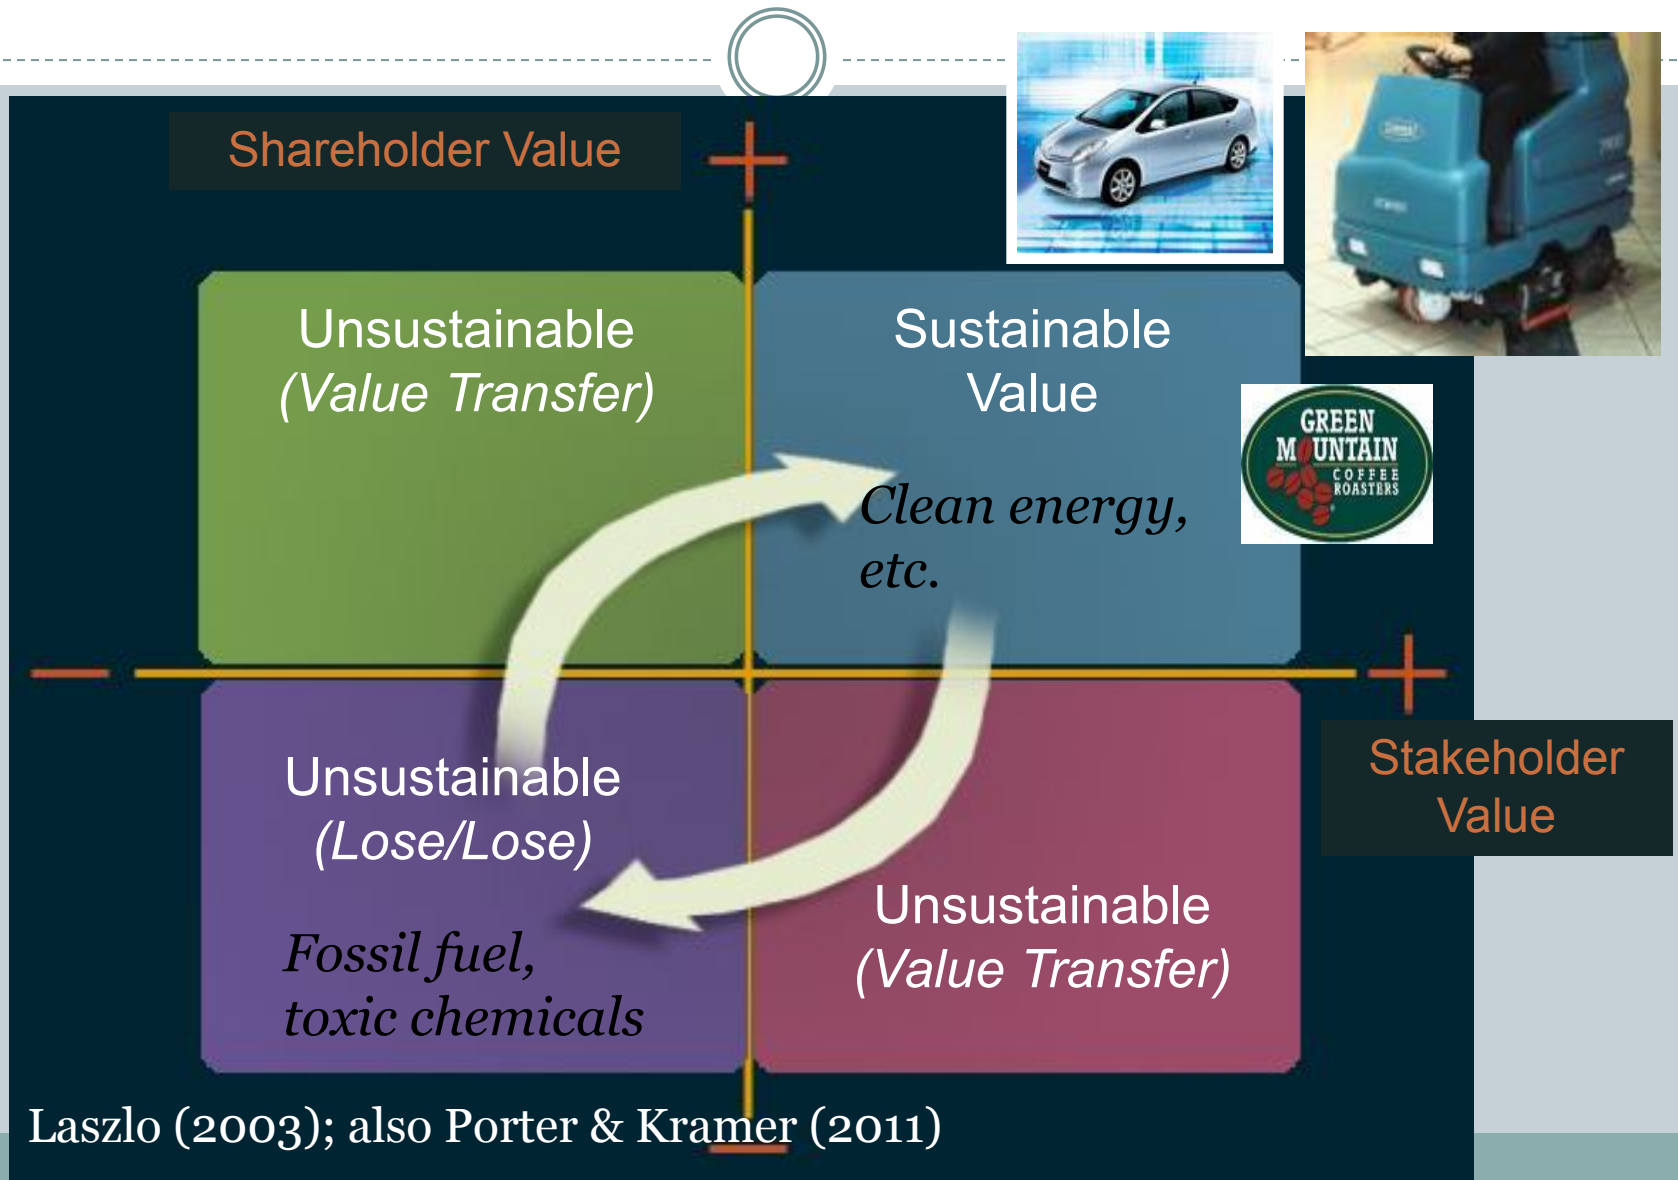 Shareholder Value
Unsustainable
(Value Transfer)
Sustainable
Value
GREEN
MOUNTAIN
COFFEE
ROASTERS
Clean energy,
etc.
Stakeholder
Value
Unsustainable
(Lose/Lose)
Fossil fuel,
toxic chemicals
Unsustainable
(Value Transfer)
Laszlo (2003); also Porter & Kramer (2011)